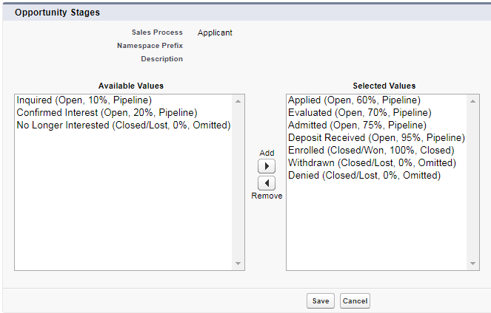 Opportunity Stages
Sales Process Applicant
Namespace Prefix
Description
Available Values
Inquired (Open, 10%, Pipeline)
Confirmed Interest (Open, 20%, Pipeline)
No Longer Interested (Closed/Lost, 0%, Omitted)
Add
Remove
Selected Values
Applied (Open, 60%, Pipeline)
Evaluated (Open, 70%, Pipeline)
Admitted (Open, 75%, Pipeline)
Deposit Received (Open, 95%, Pipeline)
Enrolled (Closed/Won, 100%, Closed)
Withdrawn (Closed/Lost, 0%, Omitted)
Denied (Closed/Lost, 0%, Omitted)
Save Cancel